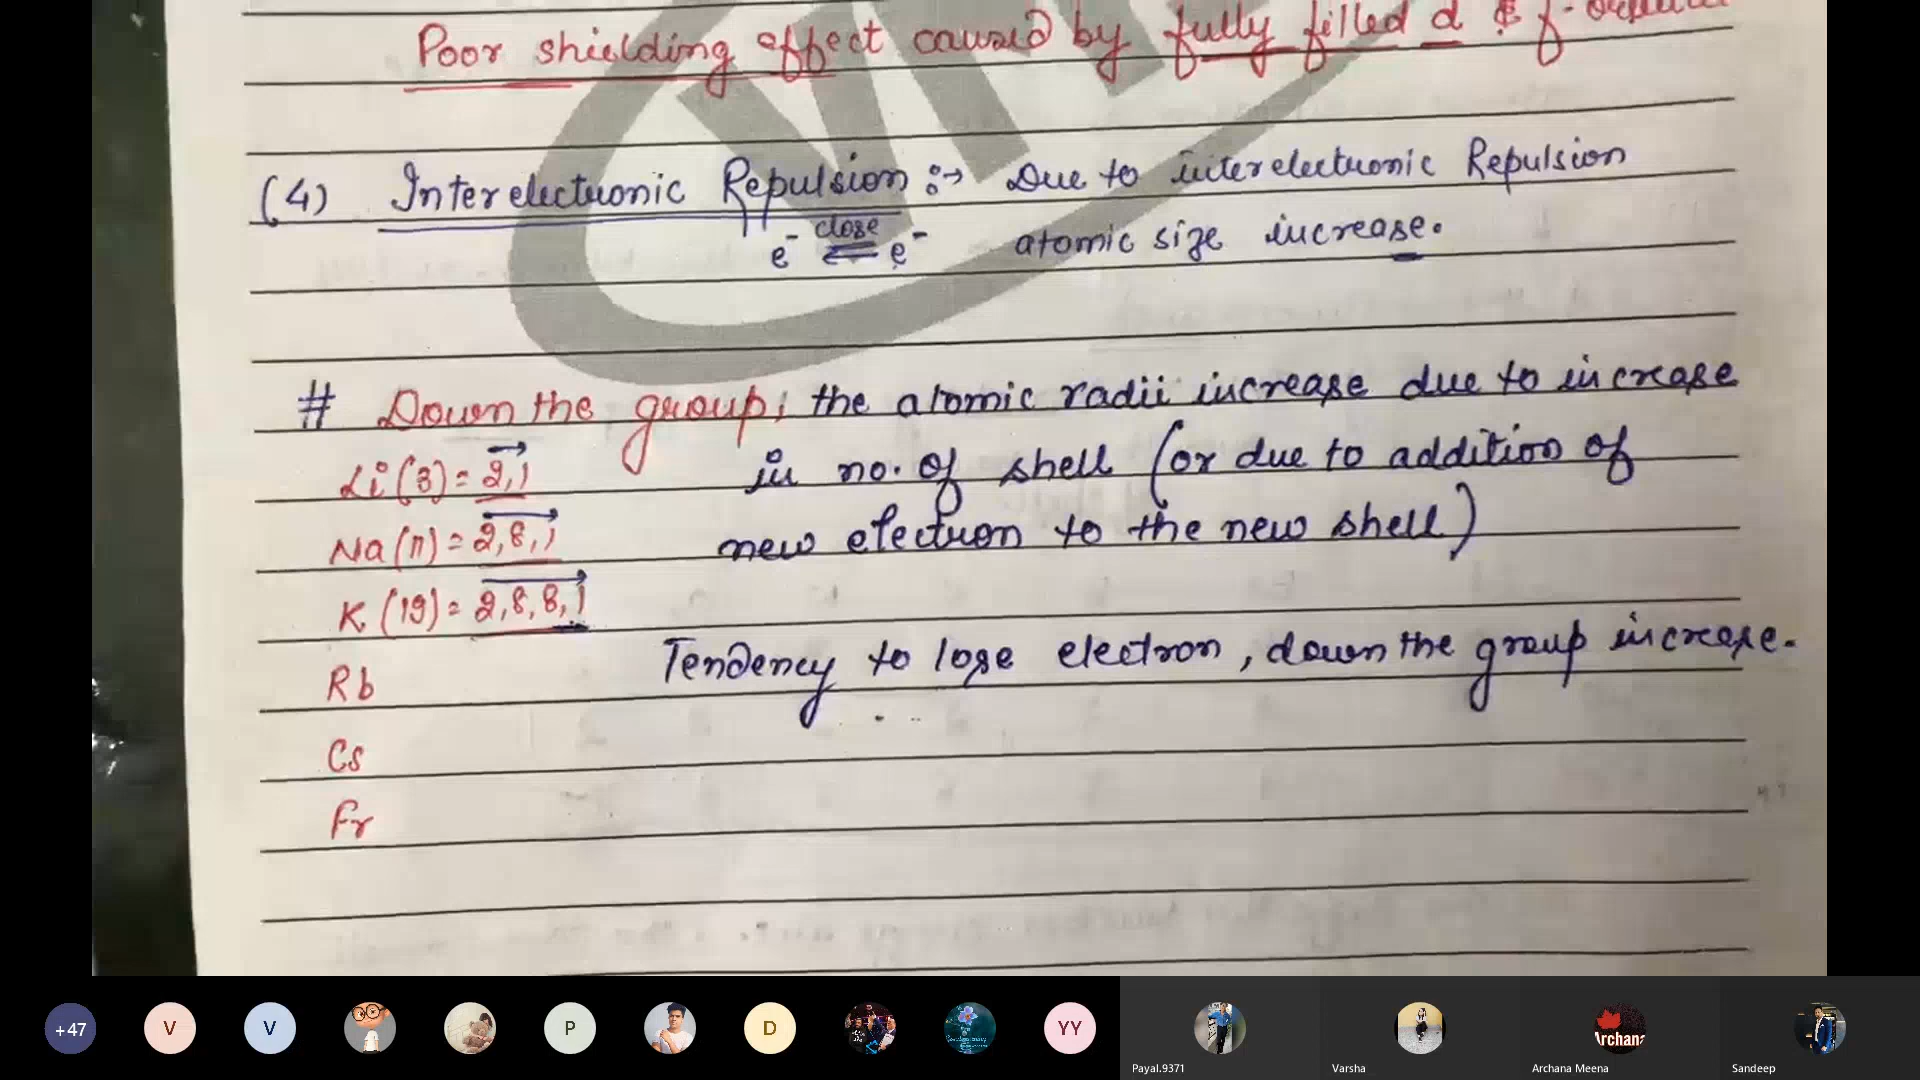 Poor shielding effect caused by fully filled d & f-orbital
(4) Interelectronic Repulsion :→ Due to interelectronic Repulsion
e⁻ close ⇌ e⁻ atomic size increase.
# Down the group; the atomic radii increase due to increase
Li (3) = 2,1 in no. of shell (or due to addition of
Na (11) = 2,8,1 new electron to the new shell)
K (19) = 2,8,8,1
Rb Tendency to lose electron, down the group increase.
Cs
Fr
+47 V V P D YY
Payal.9371 Varsha Archana Meena Sandeep
Archana